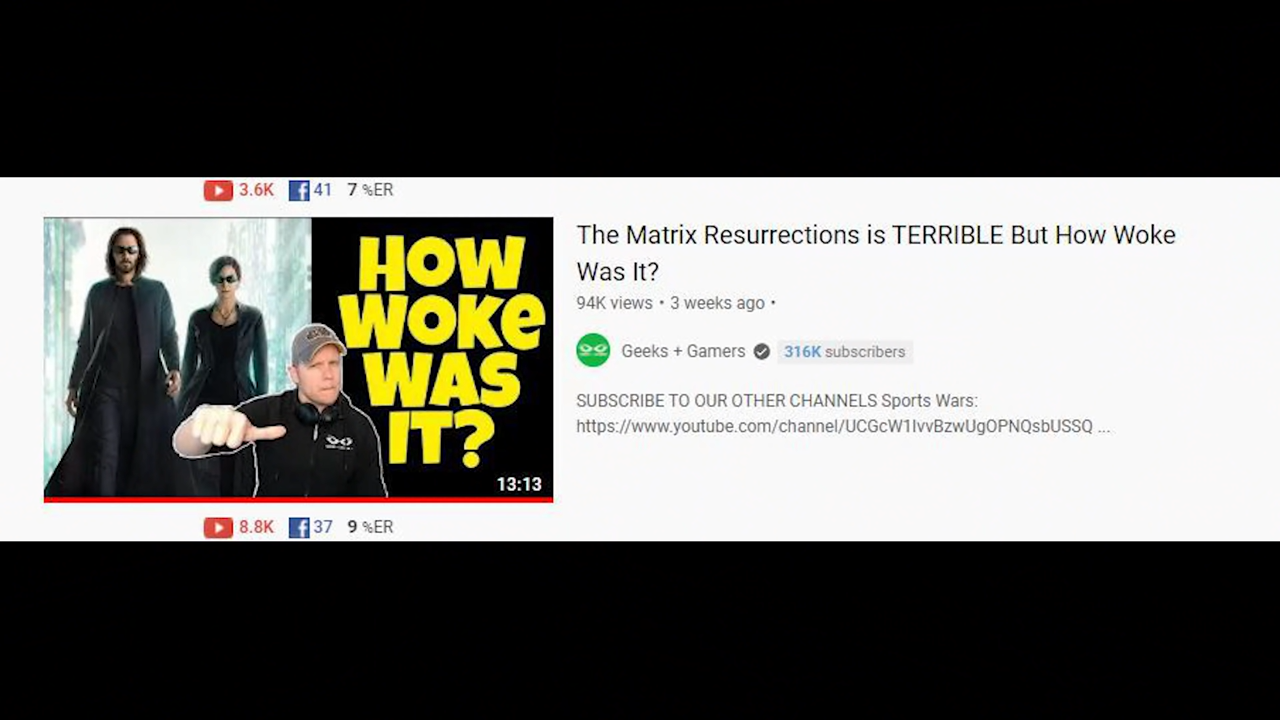 3.6K 41 7 %ER
HOW
WOKe
WAS
IT?
13:13
The Matrix Resurrections is TERRIBLE But How Woke
Was It?
94K views • 3 weeks ago •
Geeks + Gamers 316K subscribers
SUBSCRIBE TO OUR OTHER CHANNELS Sports Wars:
https://www.youtube.com/channel/UCGcW1IvvBzwUgOPNQsbUSSQ ...
8.8K 37 9 %ER